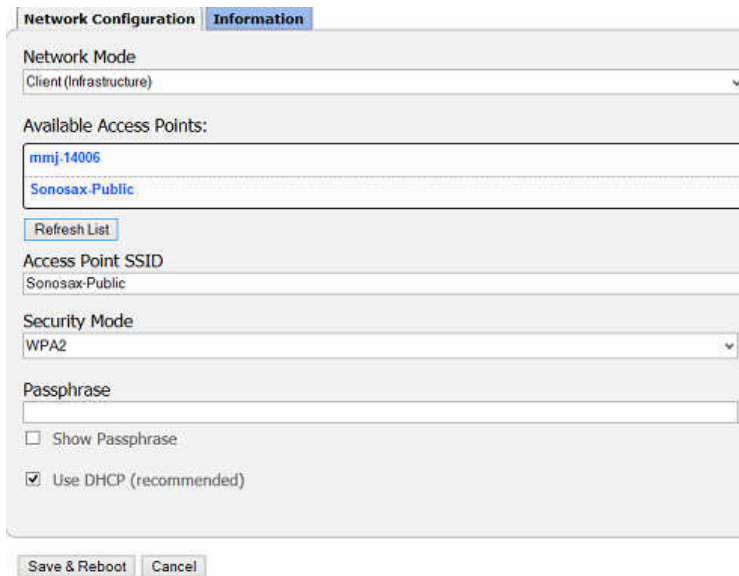 Network Configuration Information
Network Mode
Client (Infrastructure)
Available Access Points:
mmj-14006
Sonosax-Public
Refresh List
Access Point SSID
Sonosax-Public
Security Mode
WPA2
Passphrase
Show Passphrase
Use DHCP (recommended)
Save & Reboot Cancel